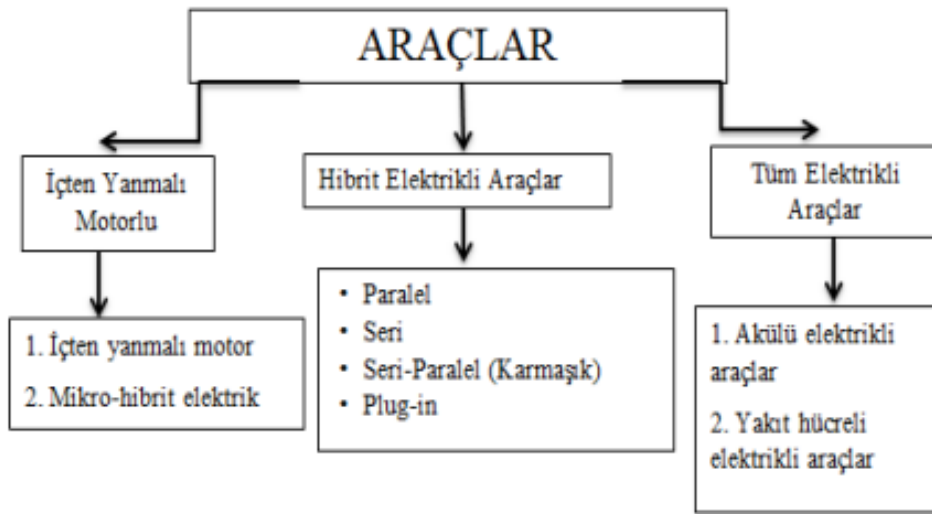 ARAÇLAR
İçten Yanmalı
Motorlu
Hibrit Elektrikli Araçlar
Tüm Elektrikli
Araçlar
1. İçten yanmalı motor
2. Mikro-hibrit elektrik
• Paralel
• Seri
• Seri-Paralel (Karmaşık)
• Plug-in
1. Akülü elektrikli
araçlar
2. Yakıt hücreli
elektrikli araçlar